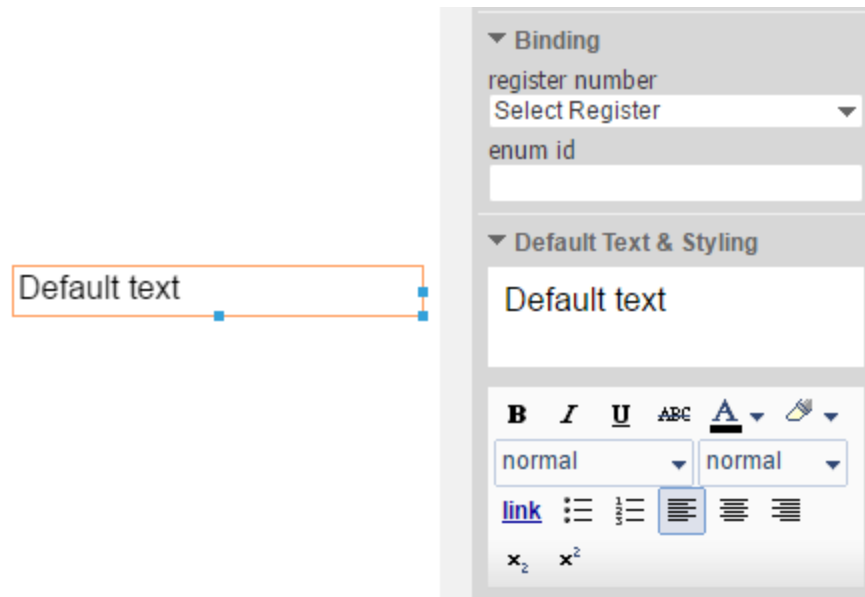 Binding
register number
Select Register
enum id
Default Text & Styling
Default text
Default text
B I U ABC A
normal normal
link
x₂ x²